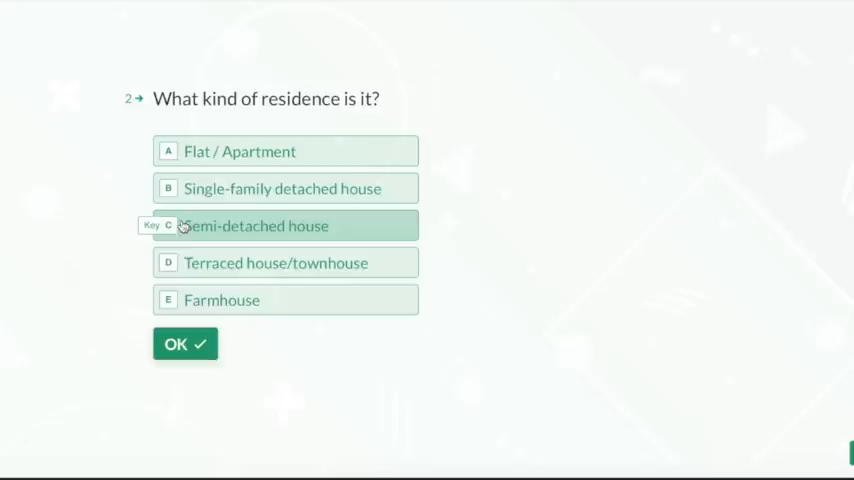 2 → What kind of residence is it?
A Flat / Apartment
B Single-family detached house
Key C Semi-detached house
D Terraced house/townhouse
E Farmhouse
OK ✓